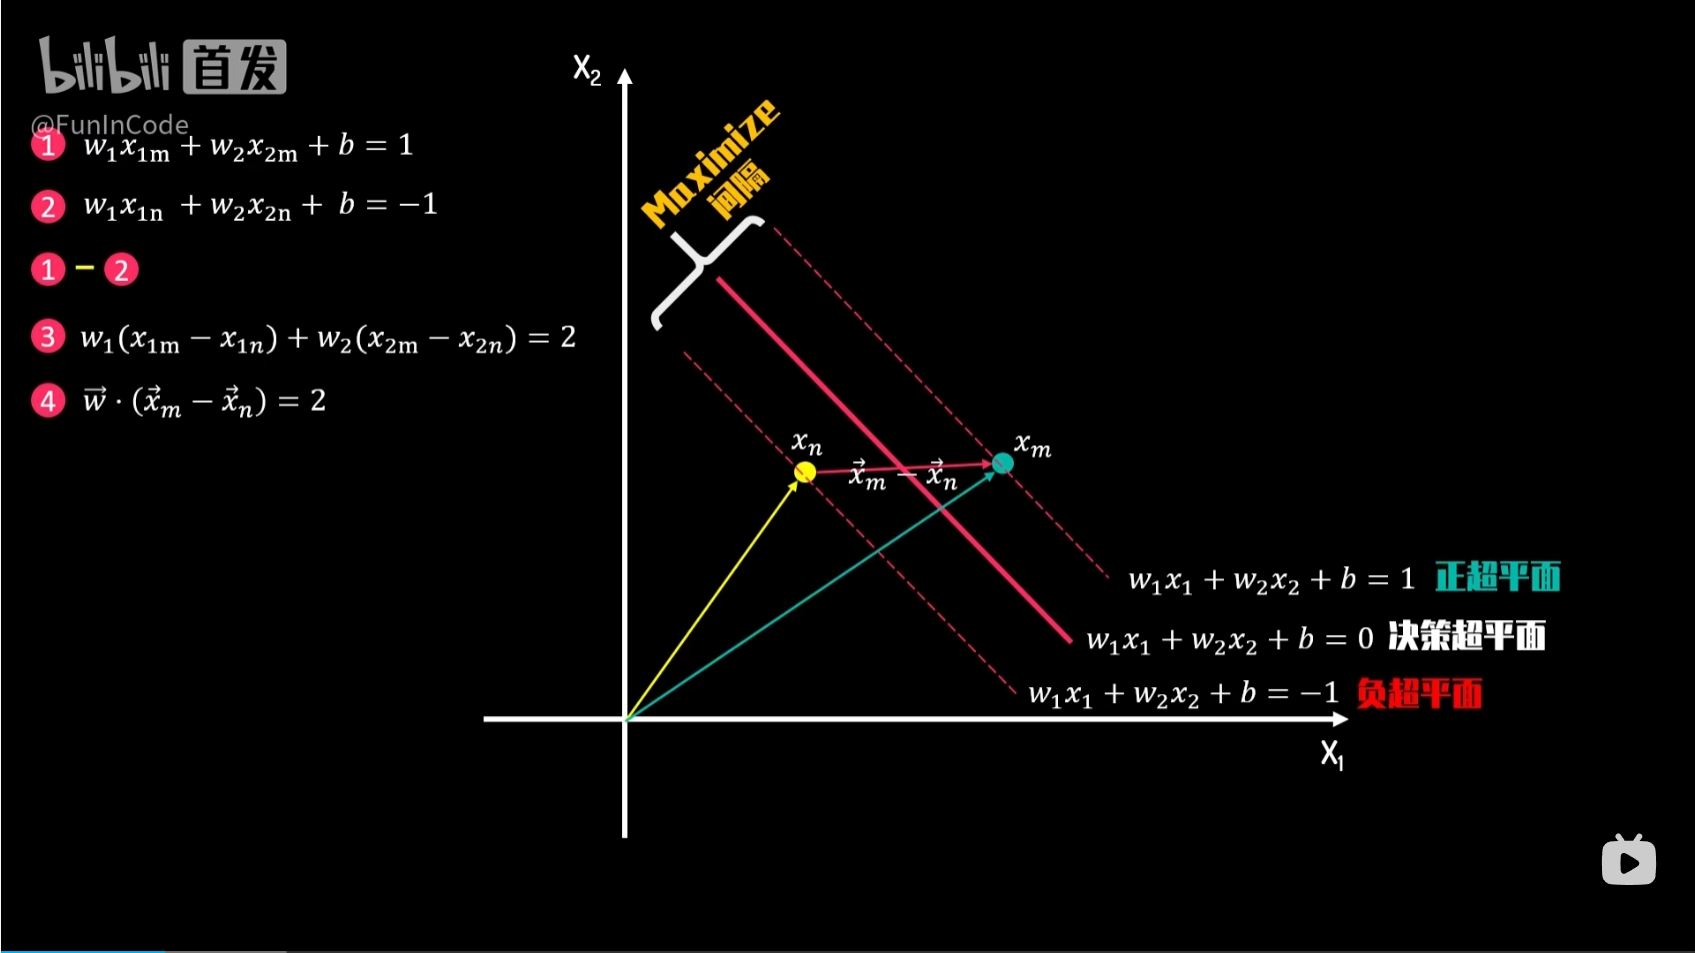 bilibili 首发
@FunInCode
① w₁x₁ₘ + w₂x₂ₘ + b = 1
② w₁x₁ₙ + w₂x₂ₙ + b = −1
① − ②
③ w₁(x₁ₘ − x₁ₙ) + w₂(x₂ₘ − x₂ₙ) = 2
④ w⃗ · (x⃗ₘ − x⃗ₙ) = 2
X₂
Maximize
间隔
xₙ
xₘ
x⃗ₘ − x⃗ₙ
w₁x₁ + w₂x₂ + b = 1 正超平面
w₁x₁ + w₂x₂ + b = 0 决策超平面
w₁x₁ + w₂x₂ + b = −1 负超平面
X₁